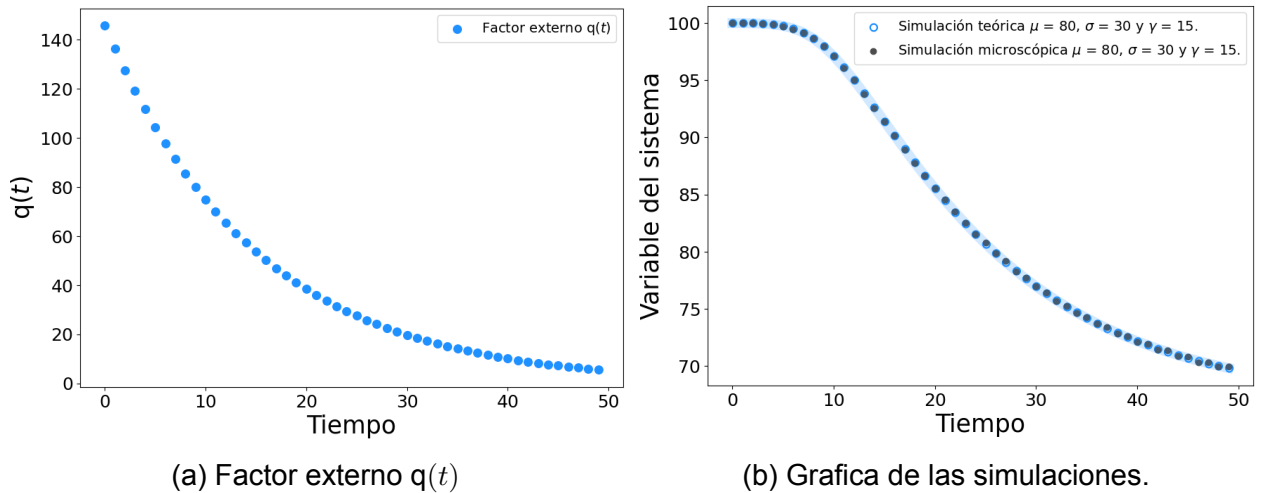 140
120
100
80
60
40
20
0
q(t)
Factor externo q(t)
0 10 20 30 40 50
Tiempo
(a) Factor externo q(t)
100
95
90
85
80
75
70
Variable del sistema
Simulación teórica μ = 80, σ = 30 y γ = 15.
Simulación microscópica μ = 80, σ = 30 y γ = 15.
0 10 20 30 40 50
Tiempo
(b) Grafica de las simulaciones.